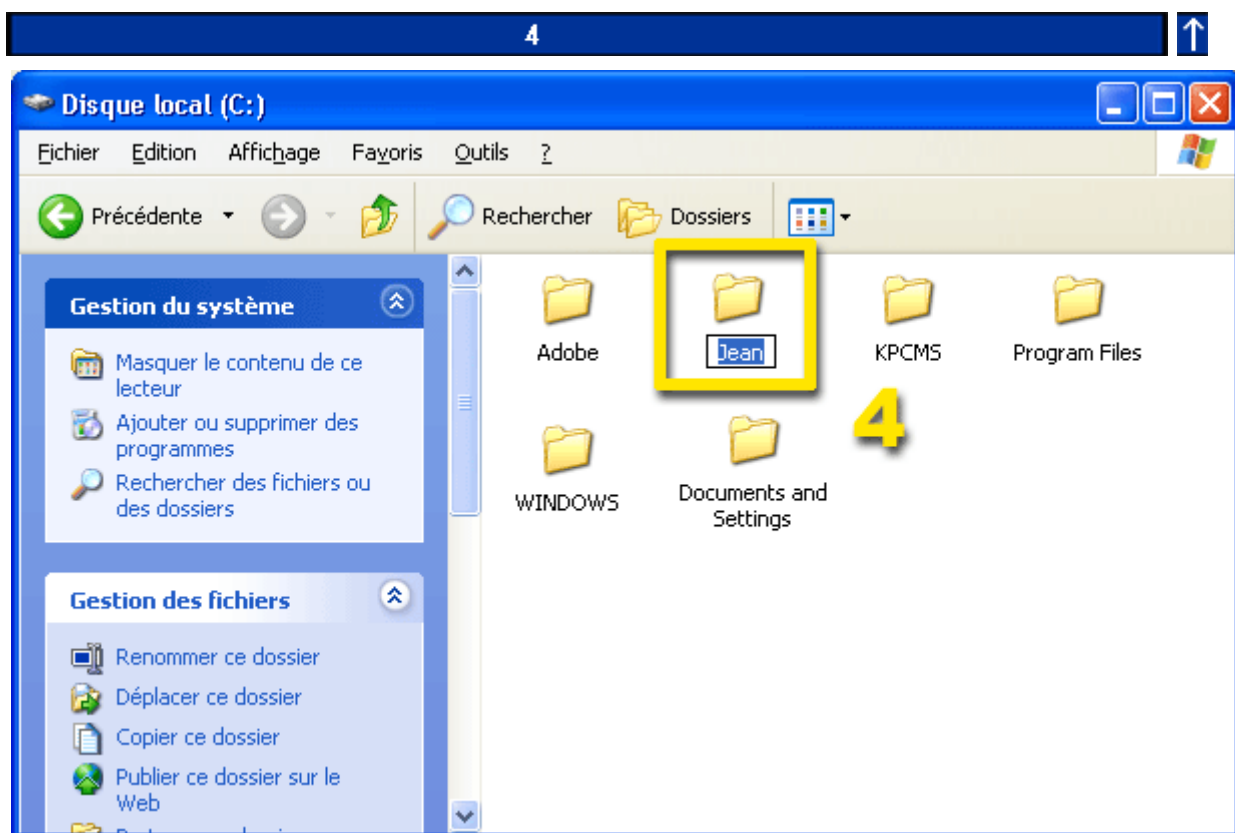 4
Disque local (C:)
Fichier Edition Affichage Favoris Outils ?
Précédente Rechercher Dossiers
Gestion du système
Masquer le contenu de ce
lecteur
Ajouter ou supprimer des
programmes
Rechercher des fichiers ou
des dossiers
Gestion des fichiers
Renommer ce dossier
Déplacer ce dossier
Copier ce dossier
Publier ce dossier sur le
Web
Adobe Jean KPCMS Program Files
4
WINDOWS Documents and
Settings